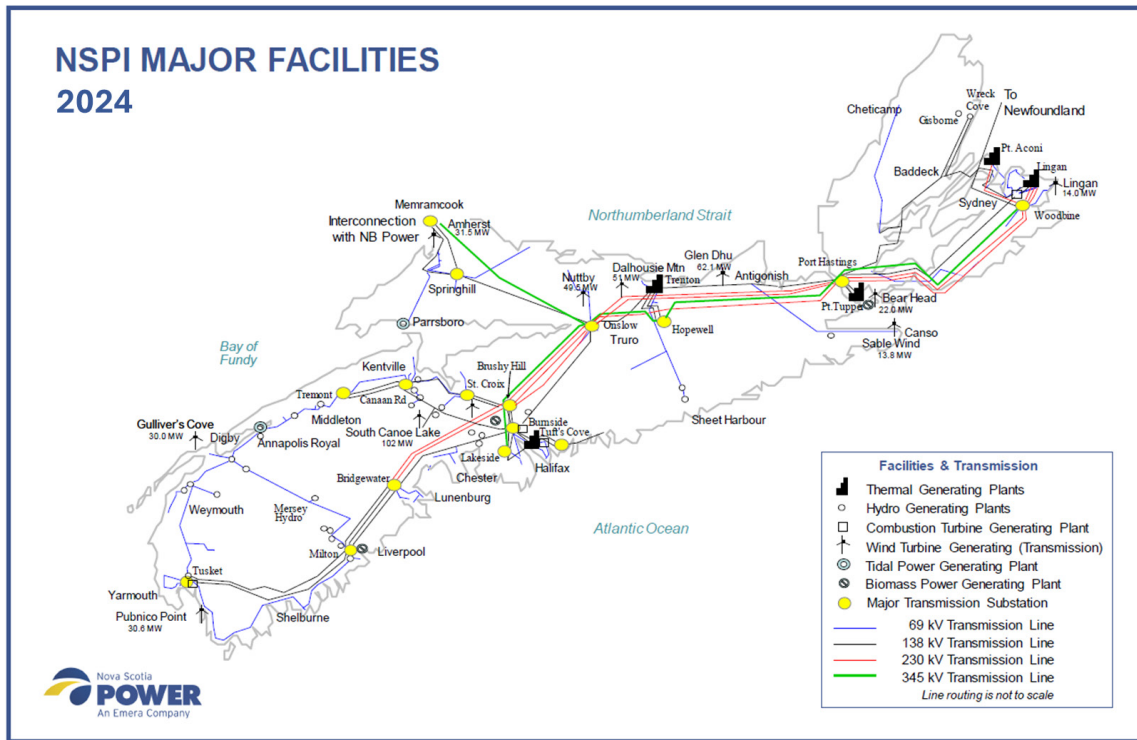 NSPI MAJOR FACILITIES
2024
Cheticamp
Wreck
Cove
Gisborne
To
Newfoundland
Pt. Aconi
Baddeck
Lingan
Lingan
14.0 MW
Sydney
Woodbine
Memramcook
Interconnection
with NB Power
Amherst
31.5 MW
Northumberland Strait
Springhill
Nuttby
49.5 MW
Dalhousie Mtn
51 MW
Trenton
Glen Dhu
62.1 MW
Antigonish
Port Hastings
Pt.Tupper
Bear Head
22.0 MW
Canso
Sable Wind
13.8 MW
Parrsboro
Onslow
Truro
Hopewell
Bay of
Fundy
Kentville
Brushy Hill
St. Croix
Tremont
Canaan Rd
Middleton
South Canoe Lake
102 MW
Burnside
Tuft's Cove
Sheet Harbour
Gulliver's Cove
30.0 MW
Digby
Annapolis Royal
Lakeside
Halifax
Chester
Bridgewater
Lunenburg
Weymouth
Mersey
Hydro
Atlantic Ocean
Milton
Liverpool
Tusket
Yarmouth
Pubnico Point
30.6 MW
Shelburne
Facilities & Transmission
Thermal Generating Plants
Hydro Generating Plants
Combustion Turbine Generating Plant
Wind Turbine Generating (Transmission)
Tidal Power Generating Plant
Biomass Power Generating Plant
Major Transmission Substation
69 kV Transmission Line
138 kV Transmission Line
230 kV Transmission Line
345 kV Transmission Line
Line routing is not to scale
Nova Scotia
POWER
An Emera Company